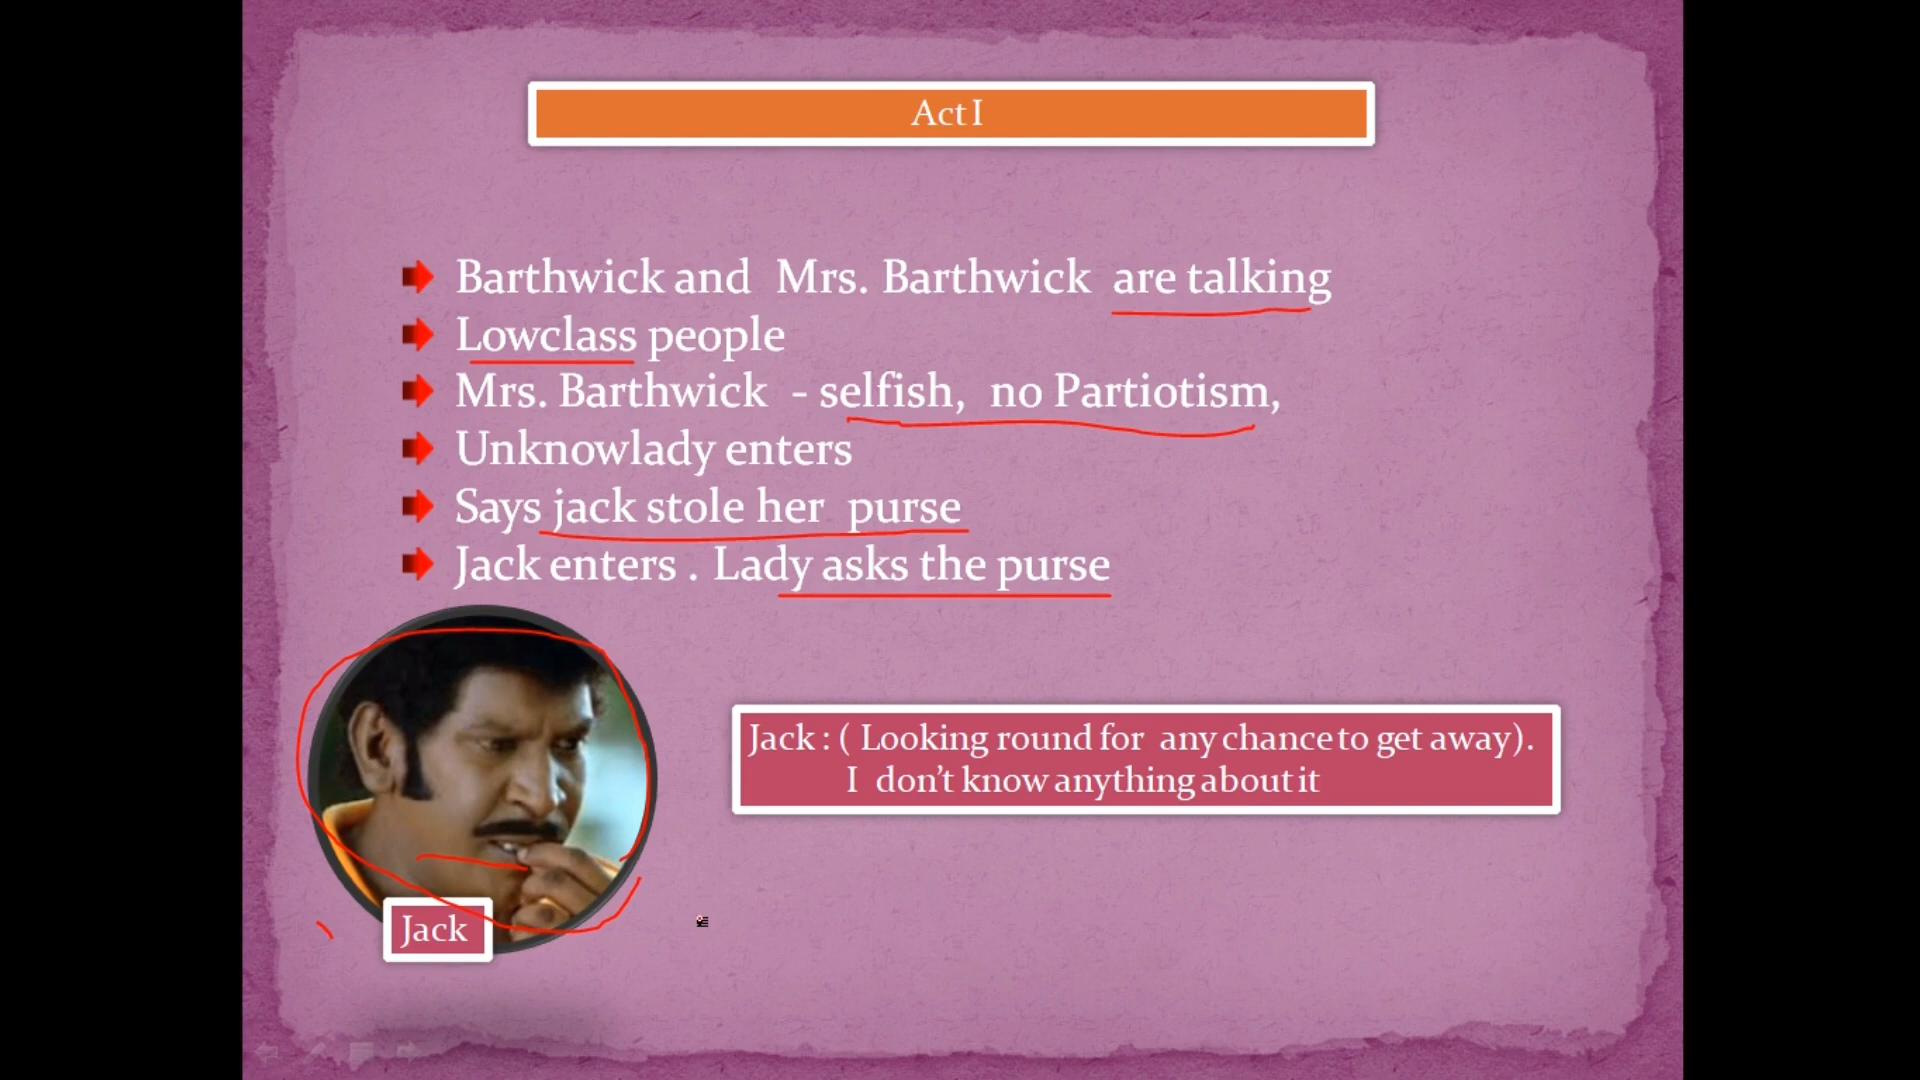 Act I
Barthwick and Mrs. Barthwick are talking
Lowclass people
Mrs. Barthwick - selfish, no Partiotism,
Unknowlady enters
Says jack stole her purse
Jack enters . Lady asks the purse
Jack : ( Looking round for any chance to get away).
I don't know anything about it
Jack